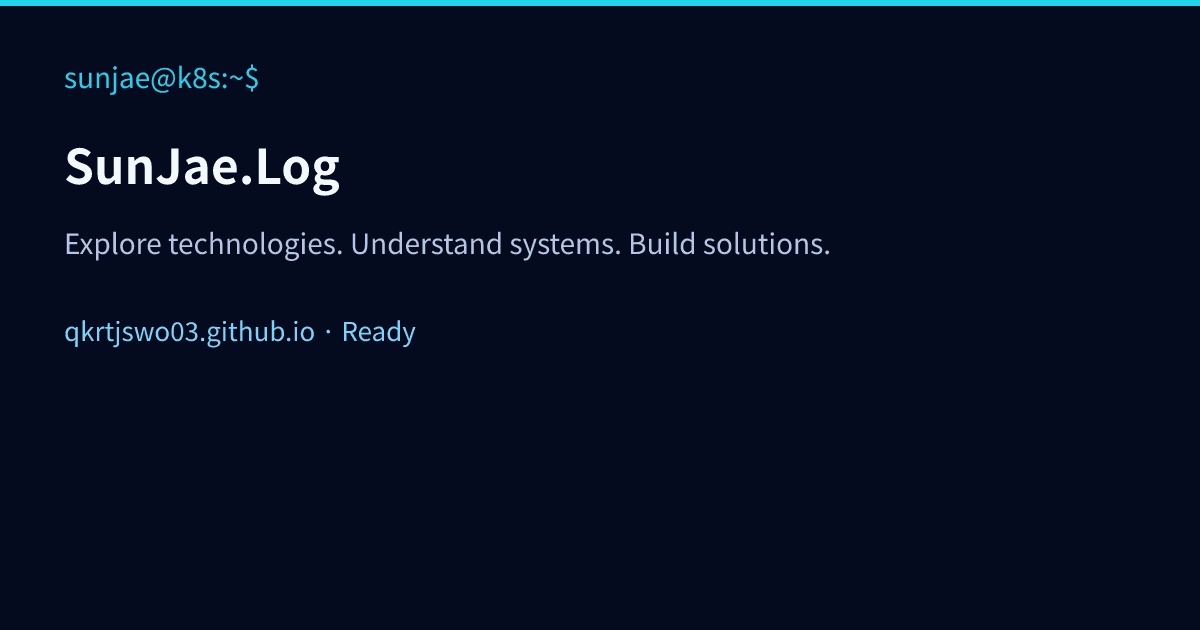 sunjae@k8s:~$
SunJae.Log
Explore technologies. Understand systems. Build solutions.
qkrtjswo03.github.io · Ready